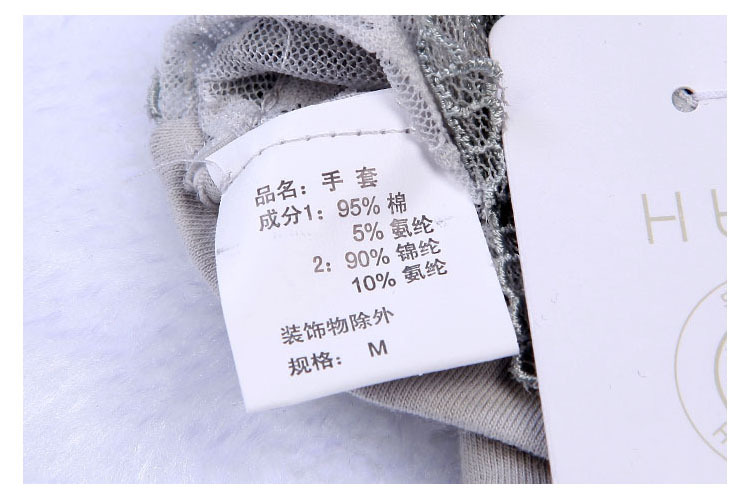 品名：手 套
成分1：95% 棉
5% 氨纶
2：90% 锦纶
10% 氨纶
装饰物除外
规格： M